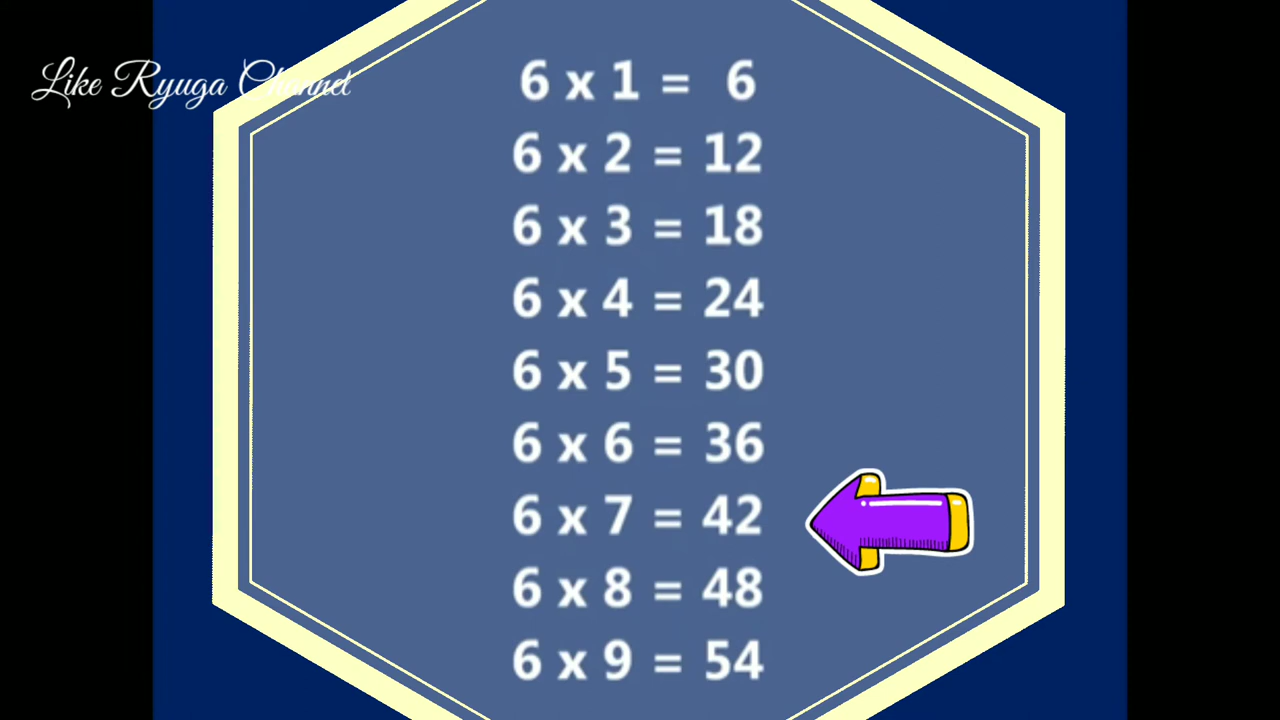 Like Ryuga Channel
6 x 1 = 6
6 x 2 = 12
6 x 3 = 18
6 x 4 = 24
6 x 5 = 30
6 x 6 = 36
6 x 7 = 42
6 x 8 = 48
6 x 9 = 54